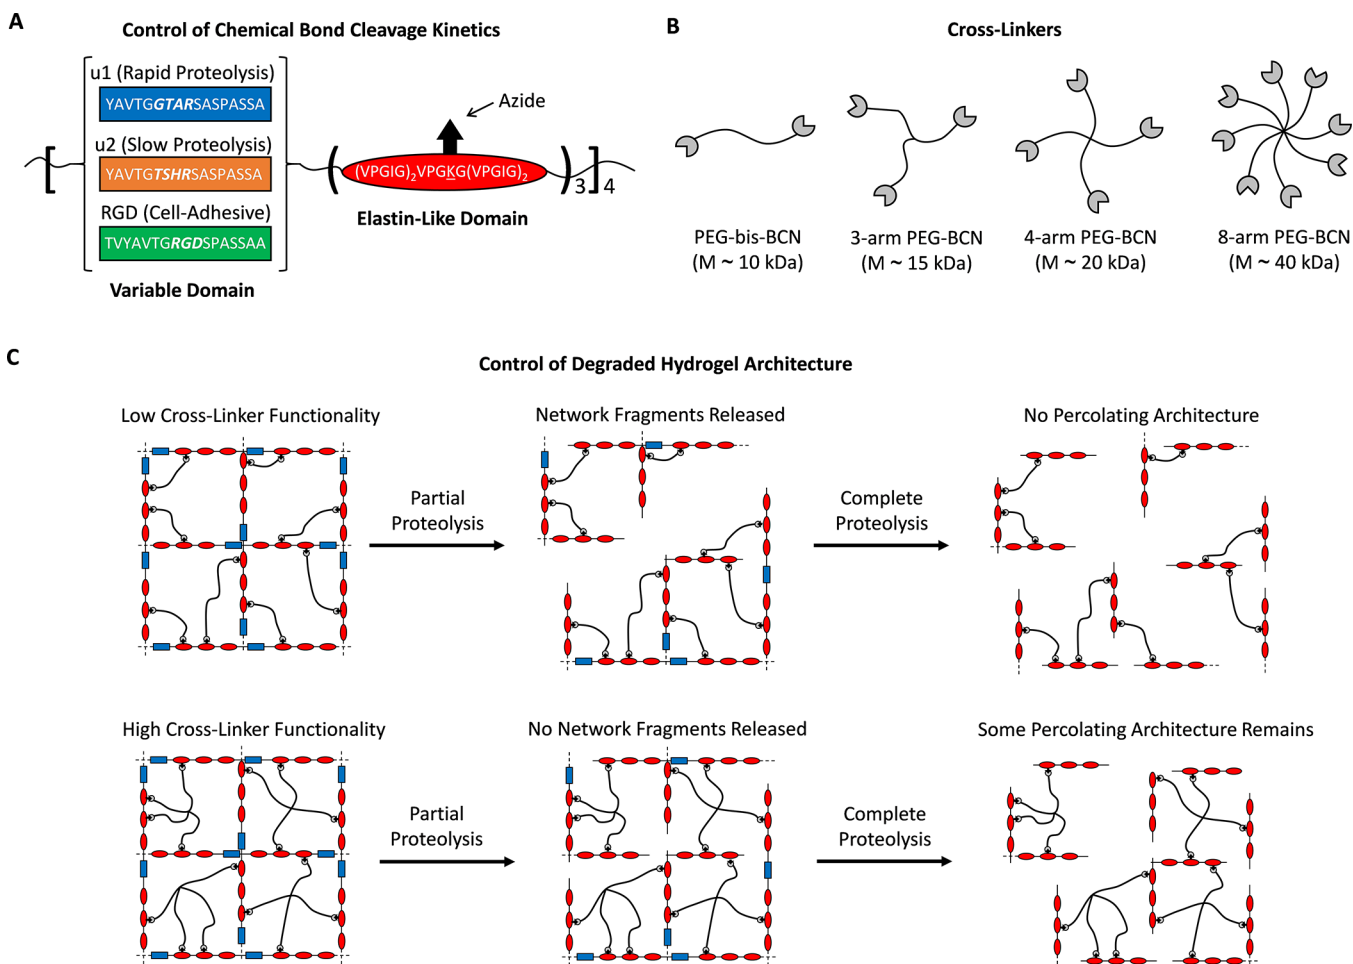 A
Control of Chemical Bond Cleavage Kinetics
u1 (Rapid Proteolysis)
YAVTGGTARSASPASSA
u2 (Slow Proteolysis)
YAVTGTSHRSASPASSA
RGD (Cell-Adhesive)
TVYAVTGRGDSPASSAA
Variable Domain
Azide
(VPGIG)2VPGKG(VPGIG)2
3
4
Elastin-Like Domain
B
Cross-Linkers
PEG-bis-BCN
(M ~ 10 kDa)
3-arm PEG-BCN
(M ~ 15 kDa)
4-arm PEG-BCN
(M ~ 20 kDa)
8-arm PEG-BCN
(M ~ 40 kDa)
C
Control of Degraded Hydrogel Architecture
Low Cross-Linker Functionality
Partial
Proteolysis
Network Fragments Released
Complete
Proteolysis
No Percolating Architecture
High Cross-Linker Functionality
Partial
Proteolysis
No Network Fragments Released
Complete
Proteolysis
Some Percolating Architecture Remains